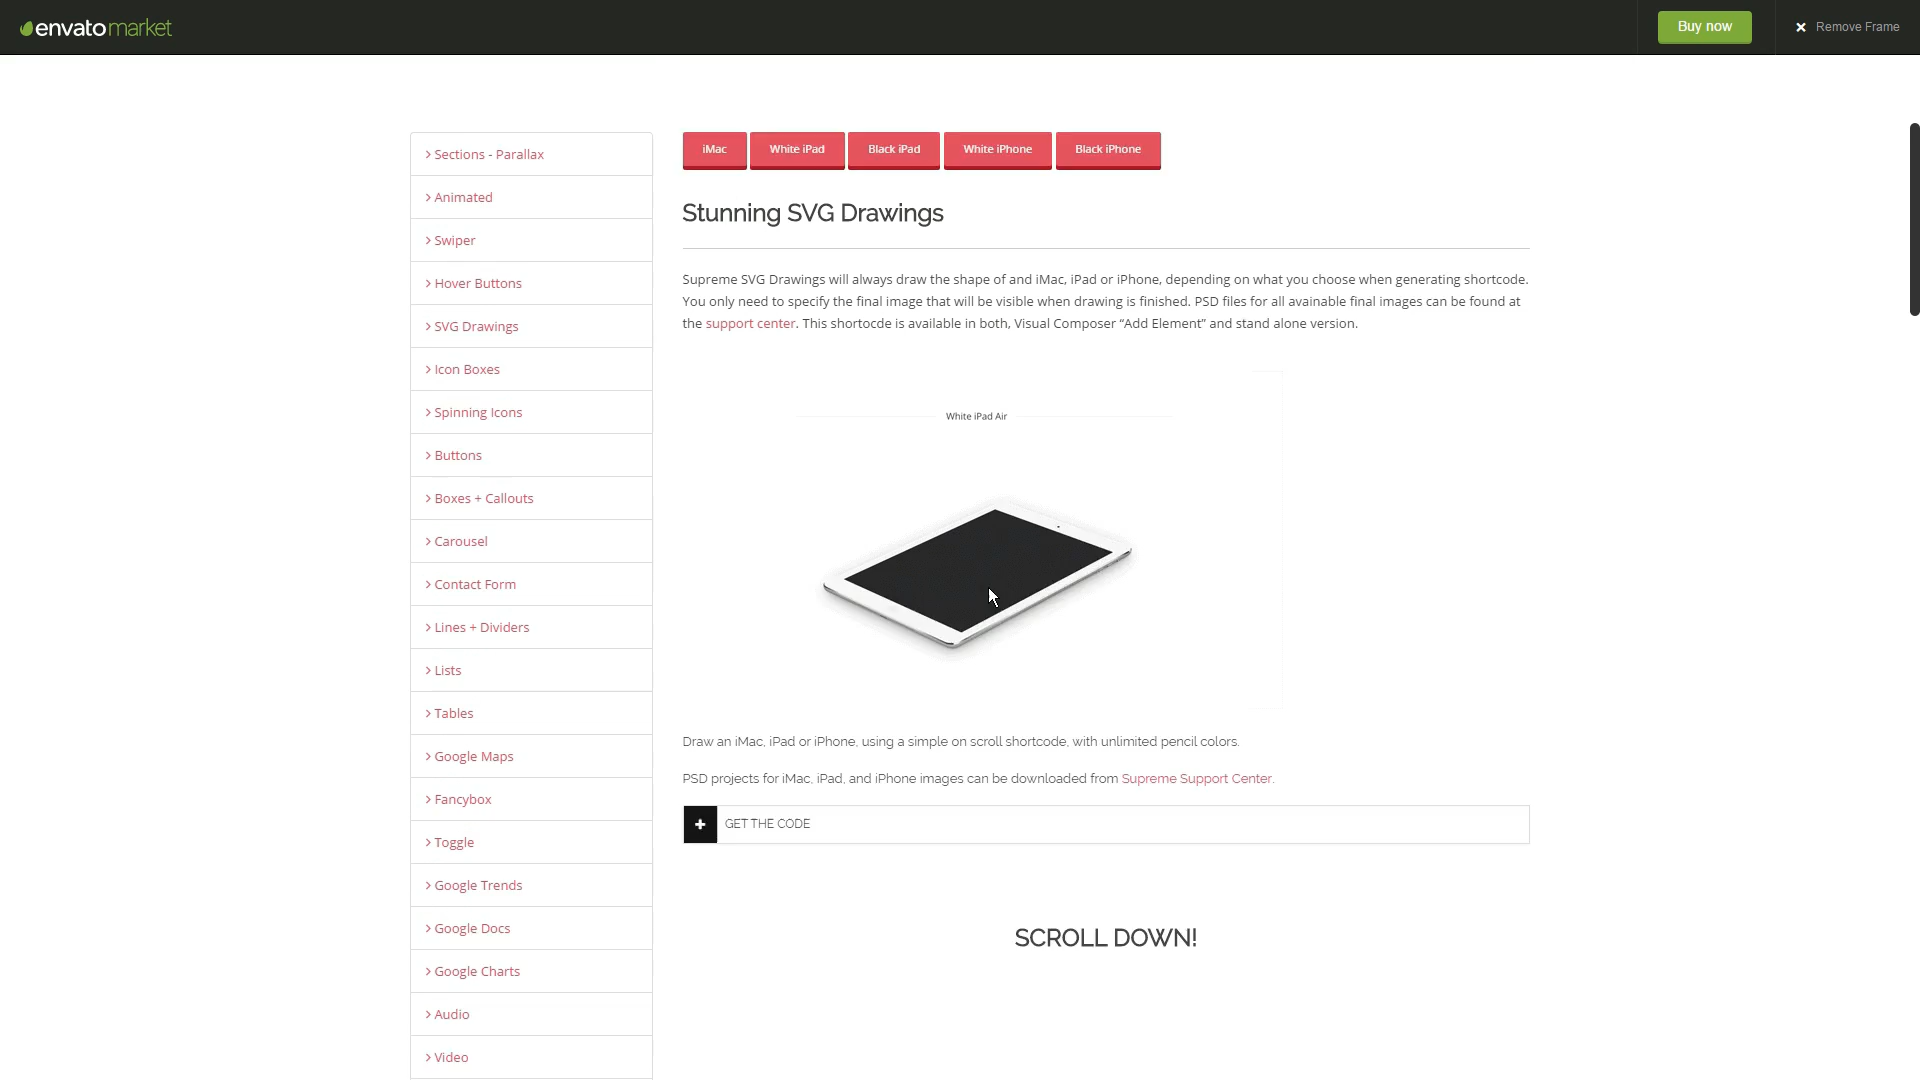 envatomarket
Buy now
Remove Frame
Sections - Parallax
Animated
Swiper
Hover Buttons
SVG Drawings
Icon Boxes
Spinning Icons
Buttons
Boxes + Callouts
Carousel
Contact Form
Lines + Dividers
Lists
Tables
Google Maps
Fancybox
Toggle
Google Trends
Google Docs
Google Charts
Audio
Video
iMac
White iPad
Black iPad
White iPhone
Black iPhone
Stunning SVG Drawings
Supreme SVG Drawings will always draw the shape of and iMac, iPad or iPhone, depending on what you choose when generating shortcode.
You only need to specify the final image that will be visible when drawing is finished. PSD files for all avainable final images can be found at
the support center. This shortocde is available in both, Visual Composer “Add Element” and stand alone version.
White iPad Air
Draw an iMac, iPad or iPhone, using a simple on scroll shortcode, with unlimited pencil colors.
PSD projects for iMac, iPad, and iPhone images can be downloaded from Supreme Support Center.
GET THE CODE
SCROLL DOWN!